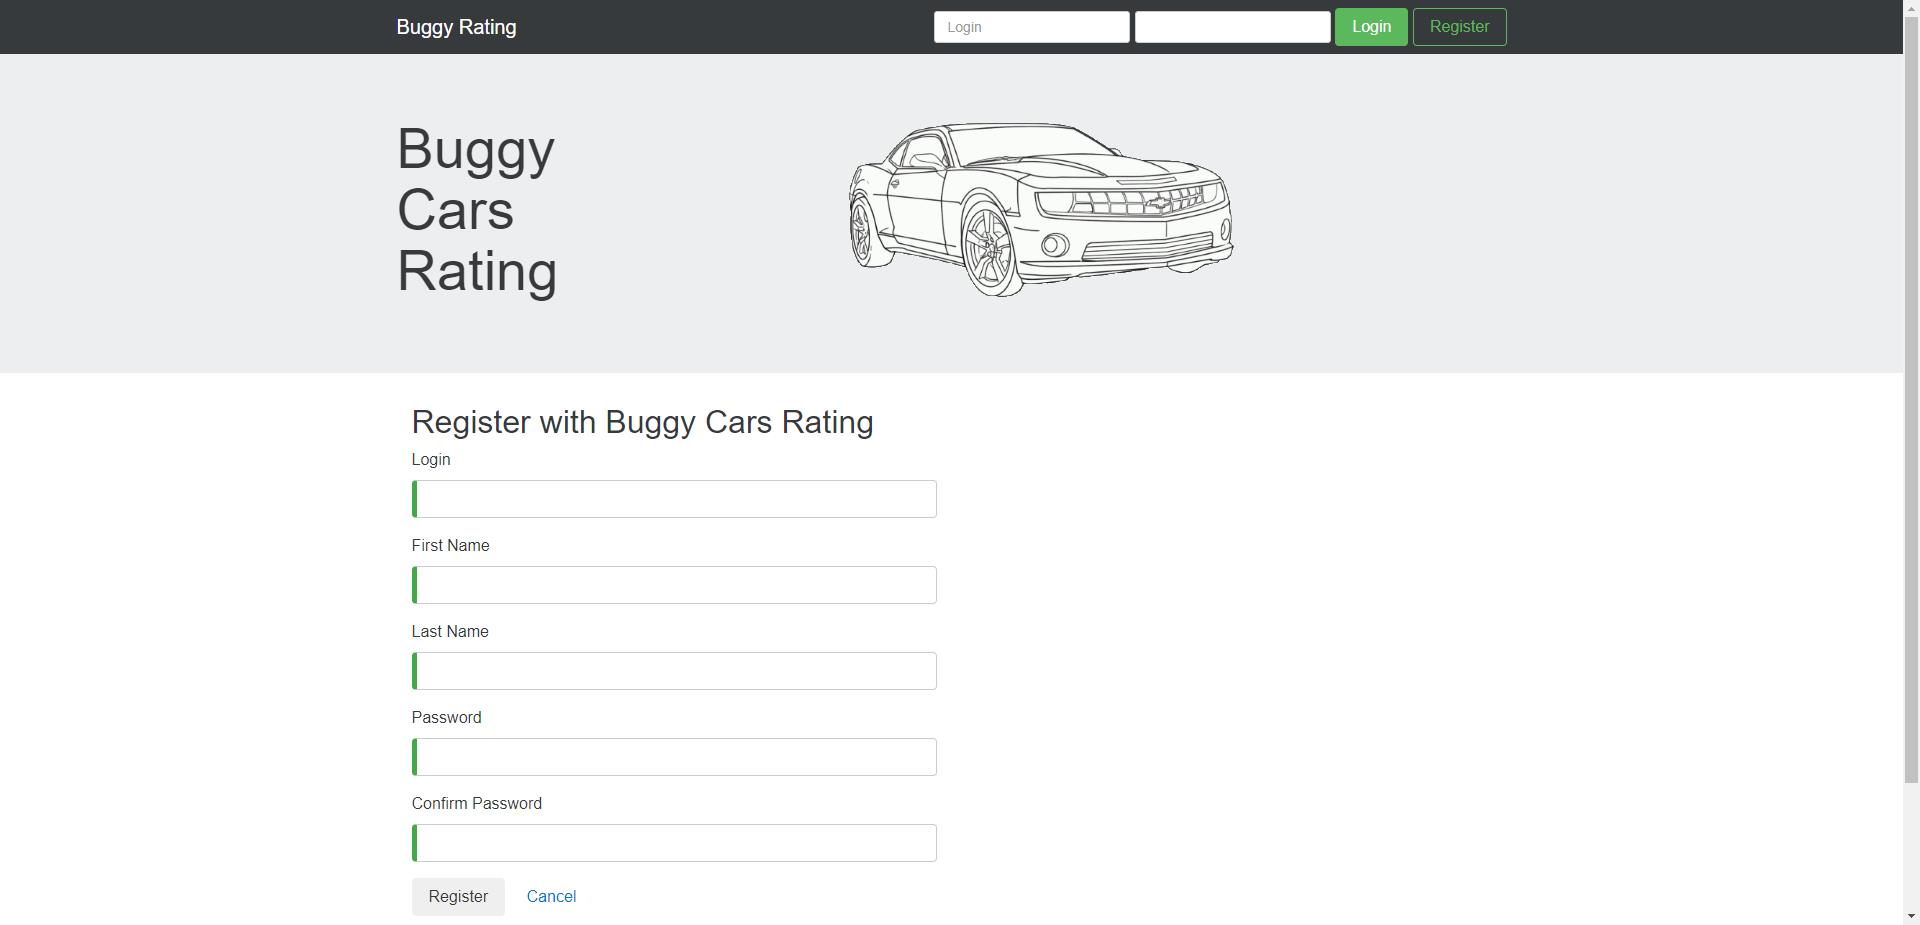 Buggy Rating
Login
Login
Register
Buggy
Cars
Rating
Register with Buggy Cars Rating
Login
First Name
Last Name
Password
Confirm Password
Register
Cancel